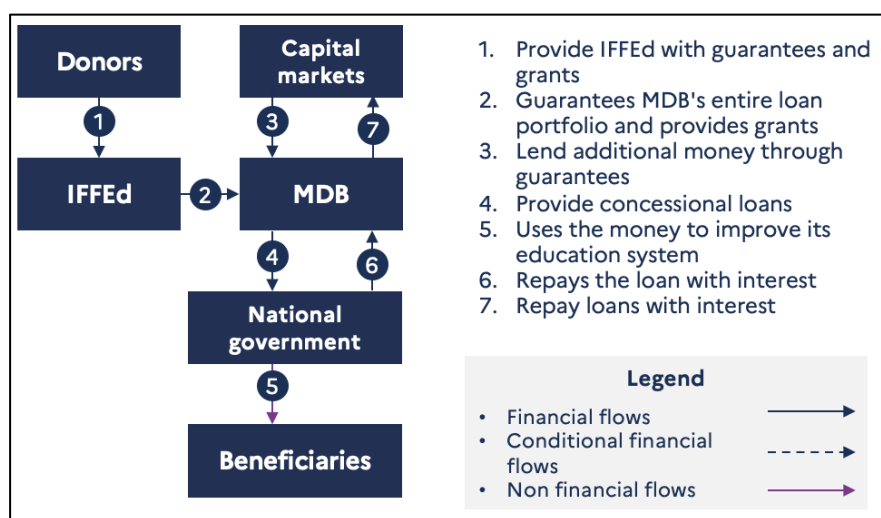 Donors
Capital
markets
1
3
7
IFFEd
2
MDB
4
6
National
government
5
Beneficiaries
1. Provide IFFEd with guarantees and
grants
2. Guarantees MDB's entire loan
portfolio and provides grants
3. Lend additional money through
guarantees
4. Provide concessional loans
5. Uses the money to improve its
education system
6. Repays the loan with interest
7. Repay loans with interest
Legend
• Financial flows
• Conditional financial
flows
• Non financial flows